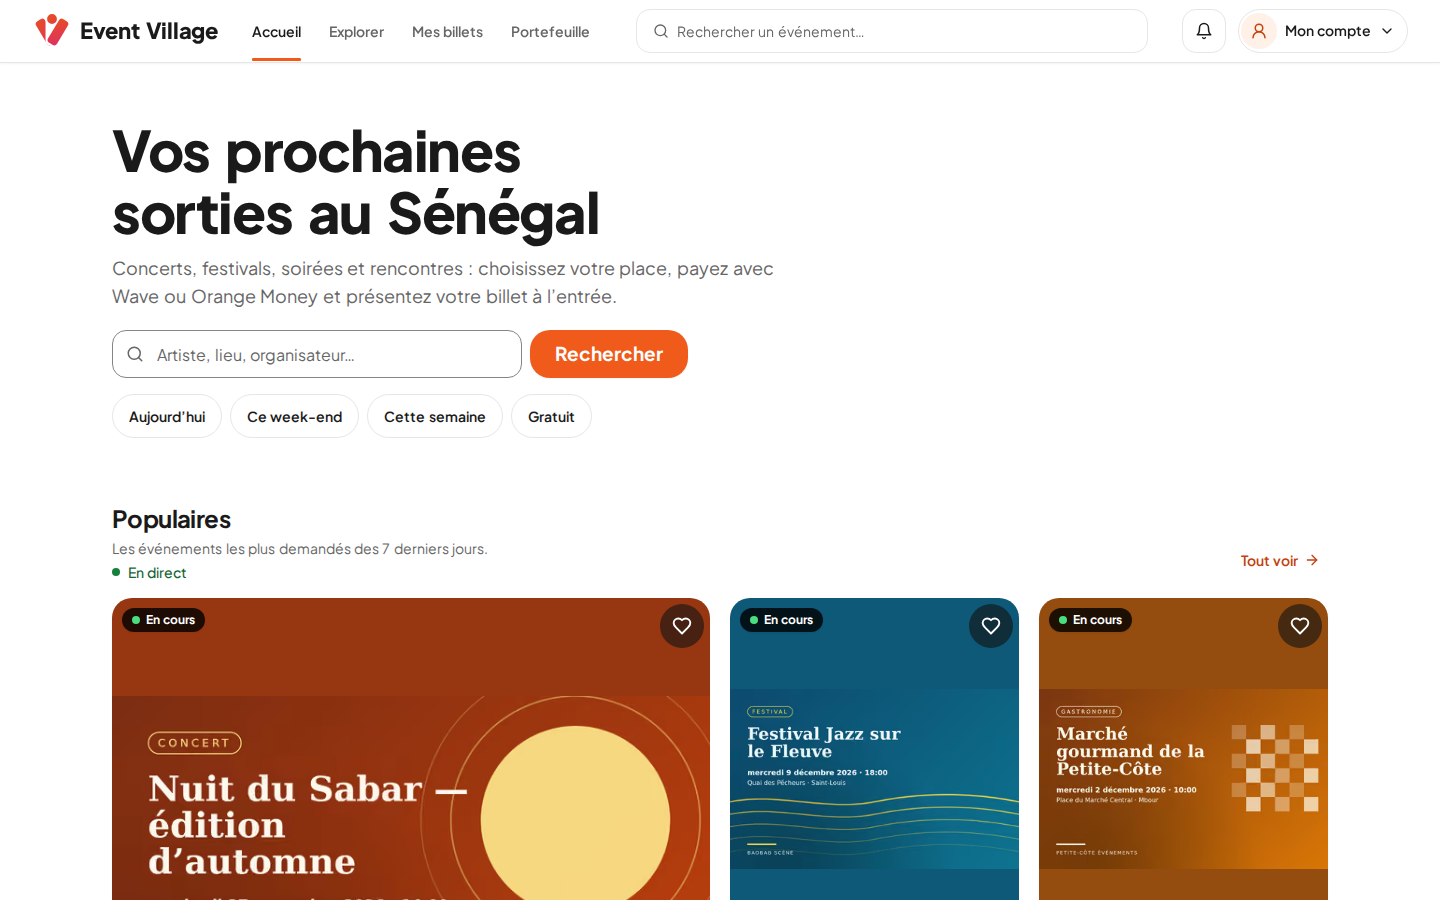 Event Village
Accueil
Explorer
Mes billets
Portefeuille
Rechercher un événement…
Mon compte
Vos prochaines
sorties au Sénégal
Concerts, festivals, soirées et rencontres : choisissez votre place, payez avec
Wave ou Orange Money et présentez votre billet à l’entrée.
Artiste, lieu, organisateur…
Rechercher
Aujourd’hui
Ce week-end
Cette semaine
Gratuit
Populaires
Les événements les plus demandés des 7 derniers jours.
En direct
Tout voir
En cours
CONCERT
Nuit du Sabar —
édition
d’automne
En cours
FESTIVAL
Festival Jazz sur
le Fleuve
mercredi 9 décembre 2026 · 18:00
Quai des Pêcheurs · Saint-Louis
BAOBAB SCÈNE
En cours
GASTRONOMIE
Marché
gourmand de la
Petite-Côte
mercredi 2 décembre 2026 · 10:00
Place du Marché Central · Mbour
PETITE-CÔTE ÉVÉNEMENTS